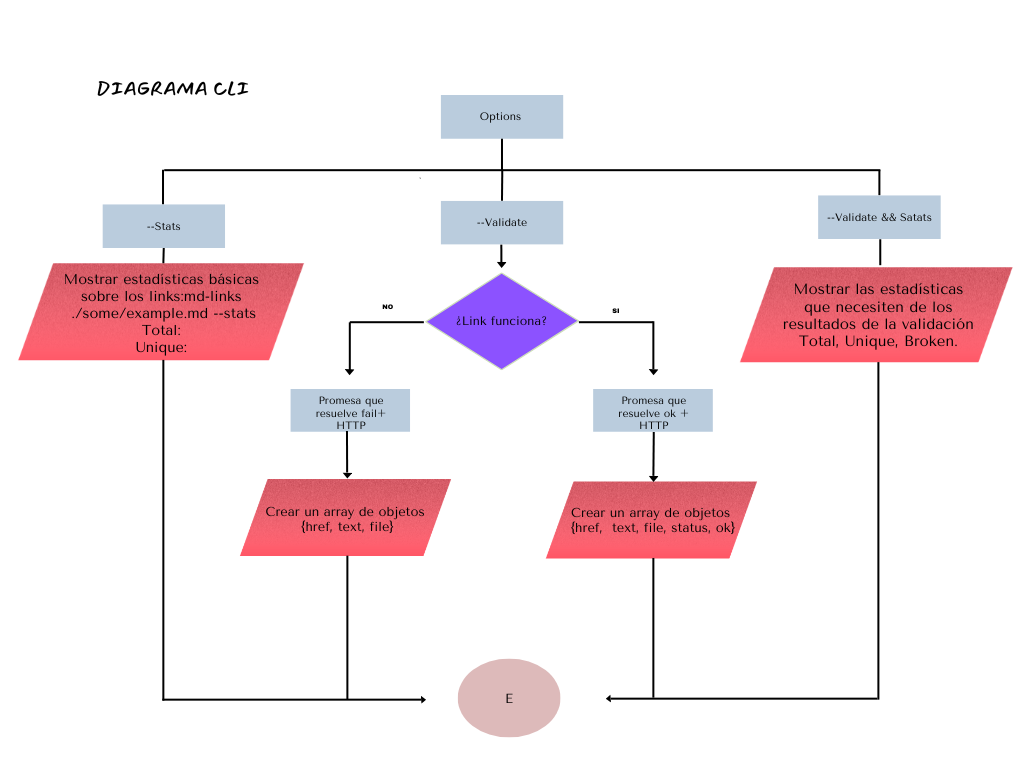 DIAGRAMA CLI
Options
--Stats
--Validate
--Validate && Satats
Mostrar estadísticas básicas
sobre los links:md-links
./some/example.md --stats
Total:
Unique:
NO
¿Link funciona?
SI
Mostrar las estadísticas
que necesiten de los
resultados de la validación
Total, Unique, Broken.
Promesa que
resuelve fail+
HTTP
Promesa que
resuelve ok +
HTTP
Crear un array de objetos
{href, text, file}
Crear un array de objetos
{href, text, file, status, ok}
E